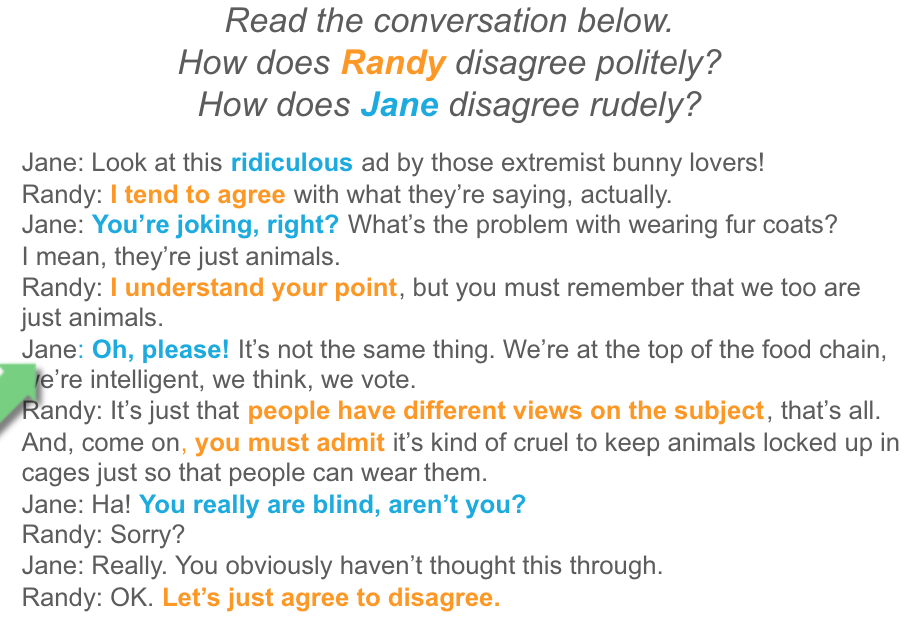 Read the conversation below.
How does Randy disagree politely?
How does Jane disagree rudely?
Jane: Look at this ridiculous ad by those extremist bunny lovers!
Randy: I tend to agree with what they’re saying, actually.
Jane: You’re joking, right? What’s the problem with wearing fur coats?
I mean, they’re just animals.
Randy: I understand your point, but you must remember that we too are
just animals.
Jane: Oh, please! It’s not the same thing. We’re at the top of the food chain,
we’re intelligent, we think, we vote.
Randy: It’s just that people have different views on the subject, that’s all.
And, come on, you must admit it’s kind of cruel to keep animals locked up in
cages just so that people can wear them.
Jane: Ha! You really are blind, aren’t you?
Randy: Sorry?
Jane: Really. You obviously haven’t thought this through.
Randy: OK. Let’s just agree to disagree.